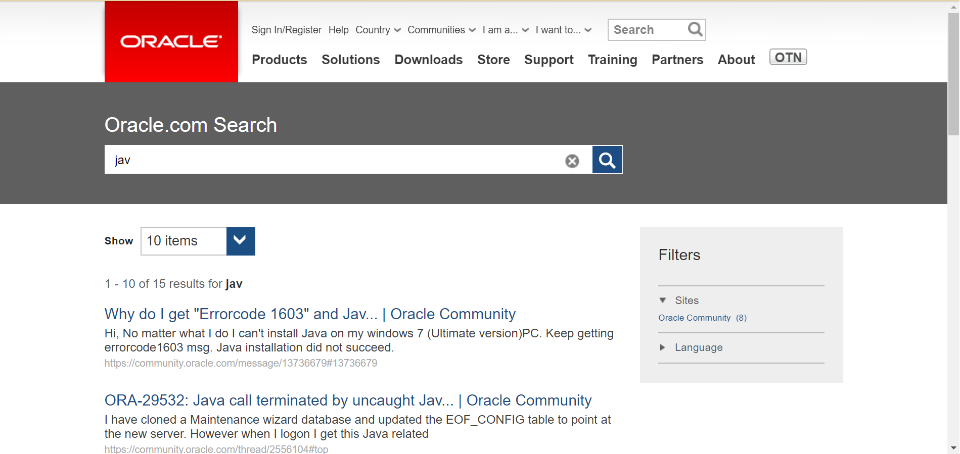 ORACLE
Sign In/Register Help Country Communities I am a... I want to... Search
Products Solutions Downloads Store Support Training Partners About OTN
Oracle.com Search
jav
Show 10 items
1 - 10 of 15 results for jav
Why do I get "Errorcode 1603" and Jav... | Oracle Community
Hi, No matter what I do I can't install Java on my windows 7 (Ultimate version)PC. Keep getting
errorcode1603 msg. Java installation did not succeed.
https://community.oracle.com/message/13736679#13736679
ORA-29532: Java call terminated by uncaught Jav... | Oracle Community
I have cloned a Maintenance wizard database and updated the EOF_CONFIG table to point at
the new server. However when I logon I get this Java related
https://community.oracle.com/thread/2556104#top
Filters
Sites
Oracle Community (8)
Language